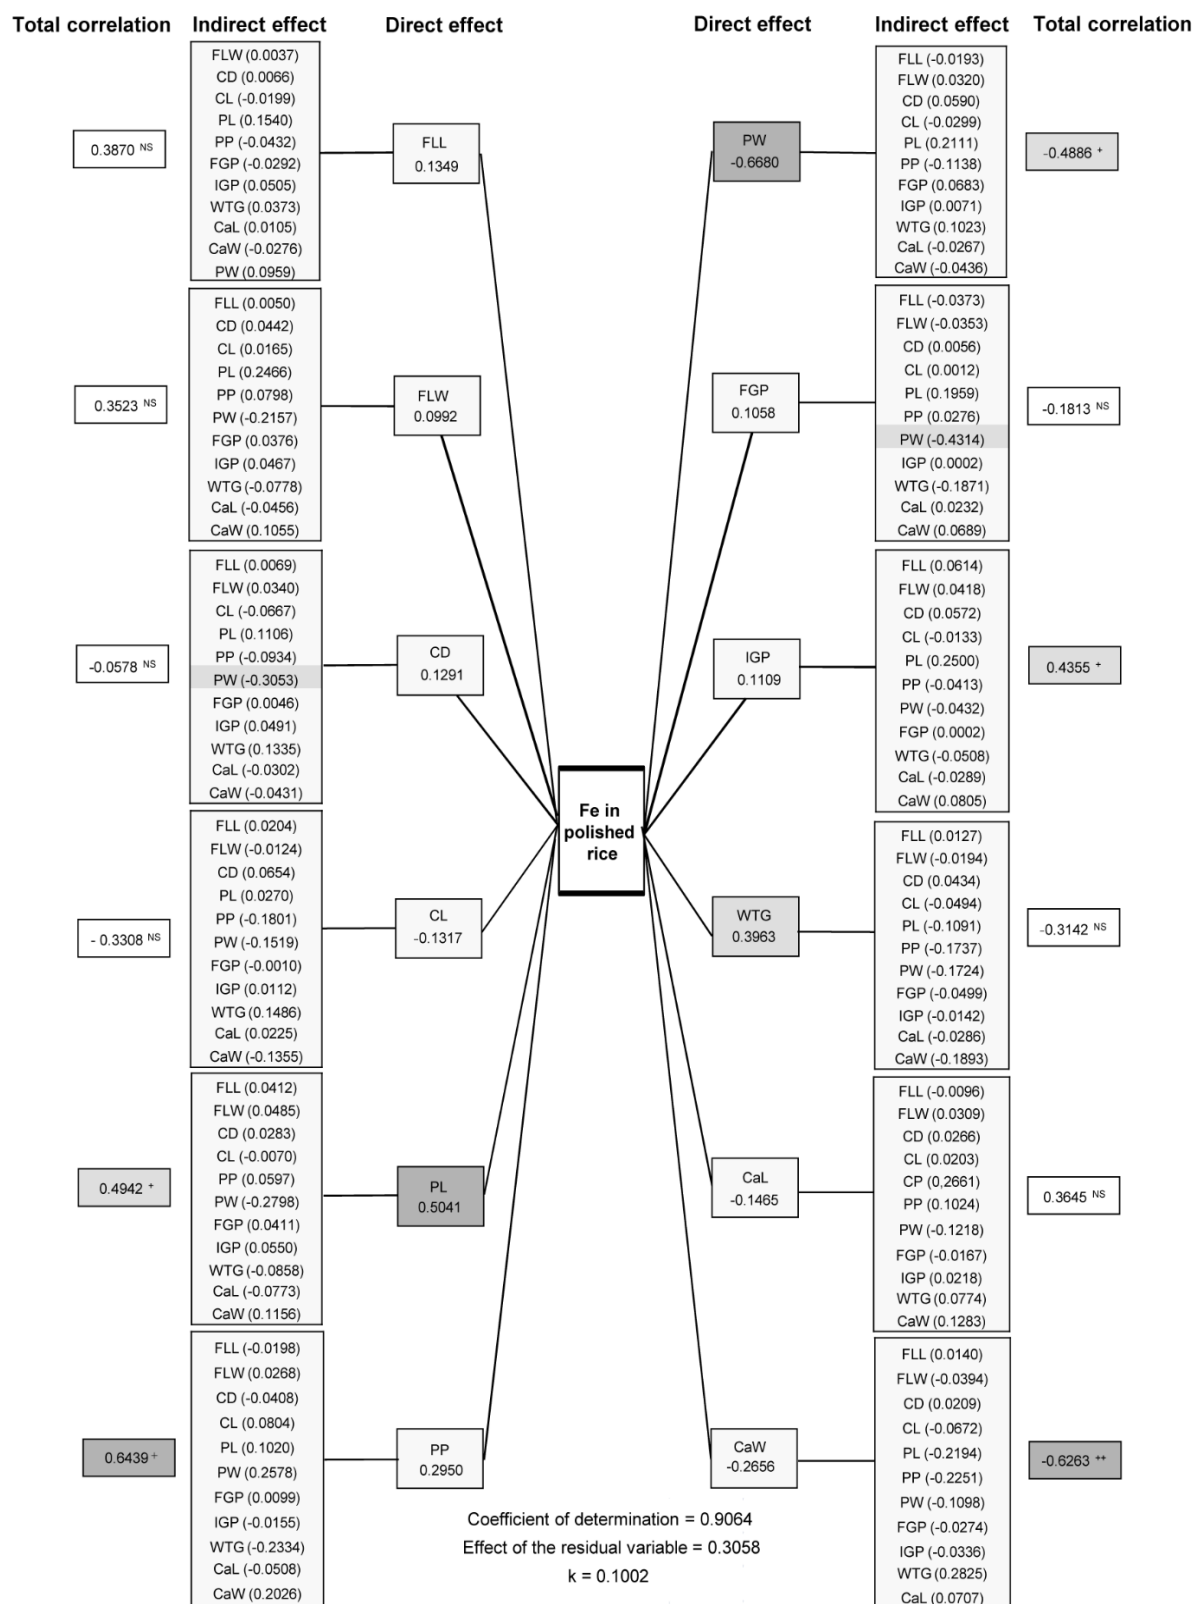 Total correlation Indirect effect Direct effect Direct effect Indirect effect Total correlation
0.3870 NS
FLW (0.0037)
CD (0.0066)
CL (-0.0199)
PL (0.1540)
PP (-0.0432)
FGP (-0.0292)
IGP (0.0505)
WTG (0.0373)
CaL (0.0105)
CaW (-0.0276)
PW (0.0959)
FLL
0.1349
0.3523 NS
FLL (0.0050)
CD (0.0442)
CL (0.0165)
PL (0.2466)
PP (0.0798)
PW (-0.2157)
FGP (0.0376)
IGP (0.0467)
WTG (-0.0778)
CaL (-0.0456)
CaW (0.1055)
FLW
0.0992
-0.0578 NS
FLL (0.0069)
FLW (0.0340)
CL (-0.0667)
PL (0.1106)
PP (-0.0934)
PW (-0.3053)
FGP (0.0046)
IGP (0.0491)
WTG (0.1335)
CaL (-0.0302)
CaW (-0.0431)
CD
0.1291
- 0.3308 NS
FLL (0.0204)
FLW (-0.0124)
CD (0.0654)
PL (0.0270)
PP (-0.1801)
PW (-0.1519)
FGP (-0.0010)
IGP (0.0112)
WTG (0.1486)
CaL (0.0225)
CaW (-0.1355)
CL
-0.1317
0.4942 +
FLL (0.0412)
FLW (0.0485)
CD (0.0283)
CL (-0.0070)
PP (0.0597)
PW (-0.2798)
FGP (0.0411)
IGP (0.0550)
WTG (-0.0858)
CaL (-0.0773)
CaW (0.1156)
PL
0.5041
0.6439 +
FLL (-0.0198)
FLW (0.0268)
CD (-0.0408)
CL (0.0804)
PL (0.1020)
PW (0.2578)
FGP (0.0099)
IGP (-0.0155)
WTG (-0.2334)
CaL (-0.0508)
CaW (0.2026)
PP
0.2950
Fe in
polished
rice
PW
-0.6680
FLL (-0.0193)
FLW (0.0320)
CD (0.0590)
CL (-0.0299)
PL (0.2111)
PP (-0.1138)
FGP (0.0683)
IGP (0.0071)
WTG (0.1023)
CaL (-0.0267)
CaW (-0.0436)
-0.4886 +
FGP
0.1058
FLL (-0.0373)
FLW (-0.0353)
CD (0.0056)
CL (0.0012)
PL (0.1959)
PP (0.0276)
PW (-0.4314)
IGP (0.0002)
WTG (-0.1871)
CaL (0.0232)
CaW (0.0689)
-0.1813 NS
IGP
0.1109
FLL (0.0614)
FLW (0.0418)
CD (0.0572)
CL (-0.0133)
PL (0.2500)
PP (-0.0413)
PW (-0.0432)
FGP (0.0002)
WTG (-0.0508)
CaL (-0.0289)
CaW (0.0805)
0.4355 +
WTG
0.3963
FLL (0.0127)
FLW (-0.0194)
CD (0.0434)
CL (-0.0494)
PL (-0.1091)
PP (-0.1737)
PW (-0.1724)
FGP (-0.0499)
IGP (-0.0142)
CaL (-0.0286)
CaW (-0.1893)
-0.3142 NS
CaL
-0.1465
FLL (-0.0096)
FLW (0.0309)
CD (0.0266)
CL (0.0203)
CP (0,2661)
PP (0.1024)
PW (-0.1218)
FGP (-0.0167)
IGP (0.0218)
WTG (0.0774)
CaW (0.1283)
0.3645 NS
CaW
-0.2656
FLL (0.0140)
FLW (-0.0394)
CD (0.0209)
CL (-0.0672)
PL (-0.2194)
PP (-0.2251)
PW (-0.1098)
FGP (-0.0274)
IGP (-0.0336)
WTG (0.2825)
CaL (0.0707)
-0.6263 ++
Coefficient of determination = 0.9064
Effect of the residual variable = 0.3058
k = 0.1002